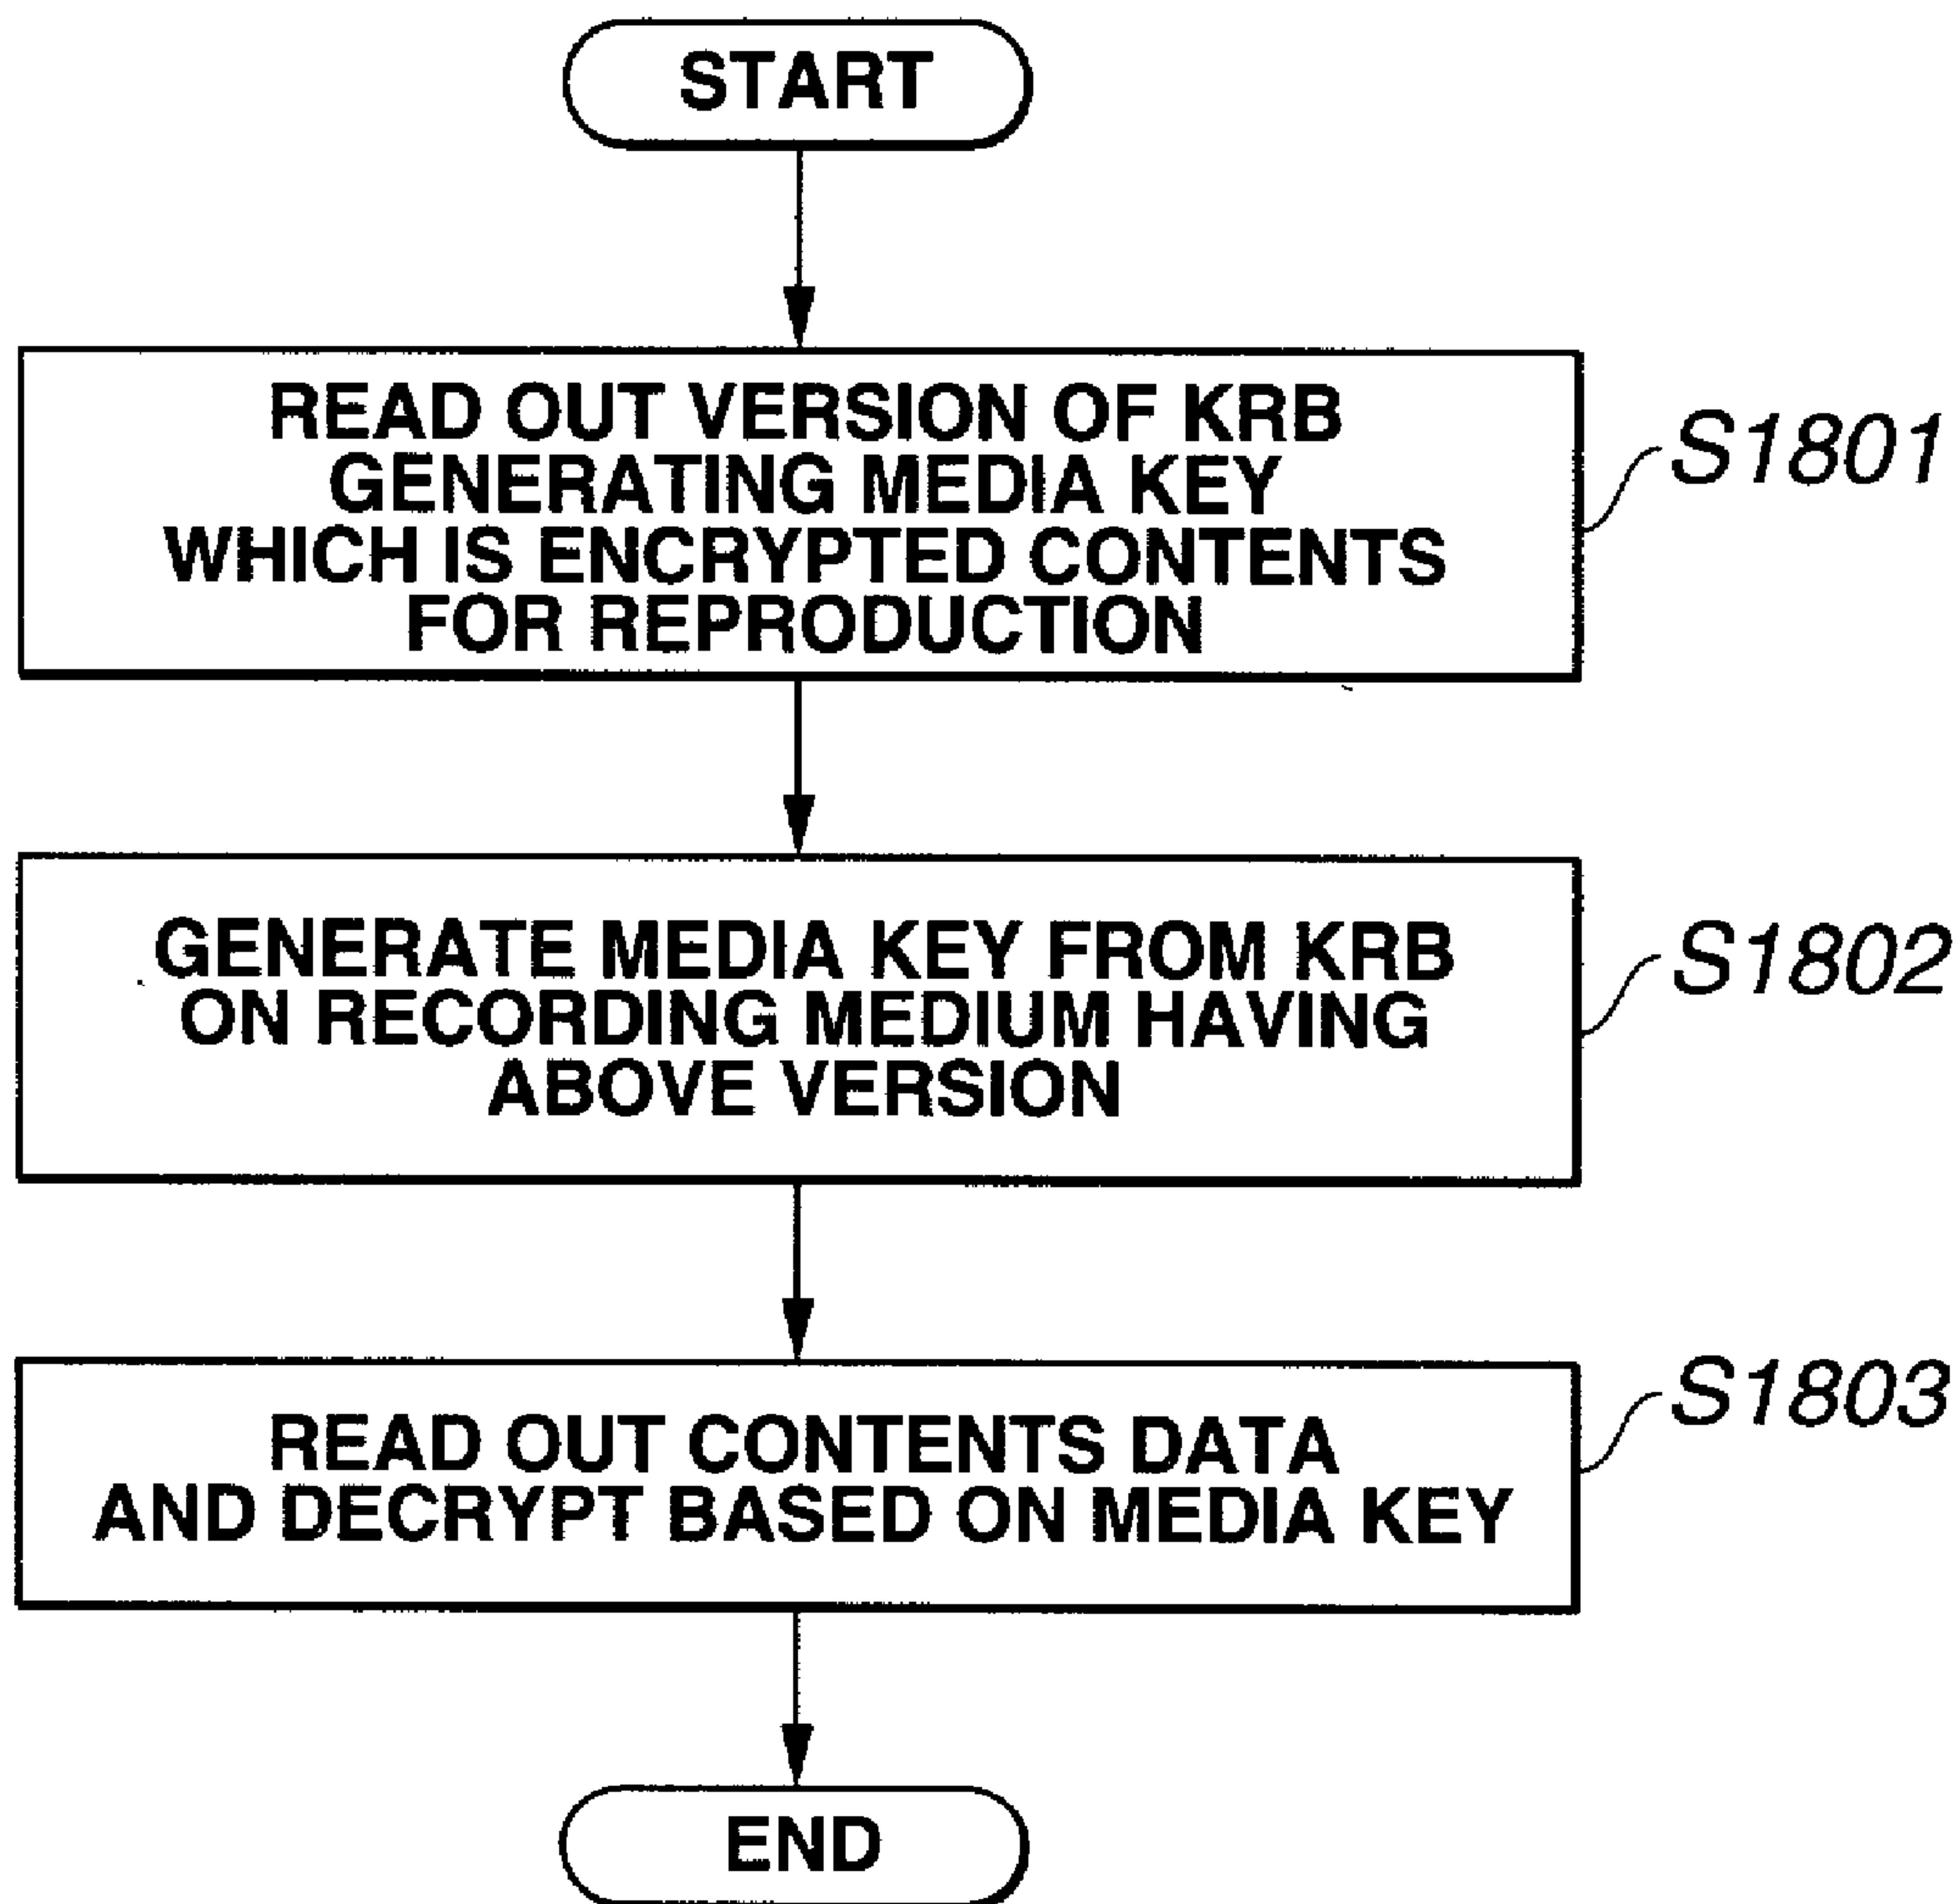 START
READ OUT VERSION OF KRB
GENERATING MEDIA KEY
WHICH IS ENCRYPTED CONTENTS
FOR REPRODUCTION
S1801
GENERATE MEDIA KEY FROM KRB
ON RECORDING MEDIUM HAVING
ABOVE VERSION
S1802
READ OUT CONTENTS DATA
AND DECRYPT BASED ON MEDIA KEY
S1803
END